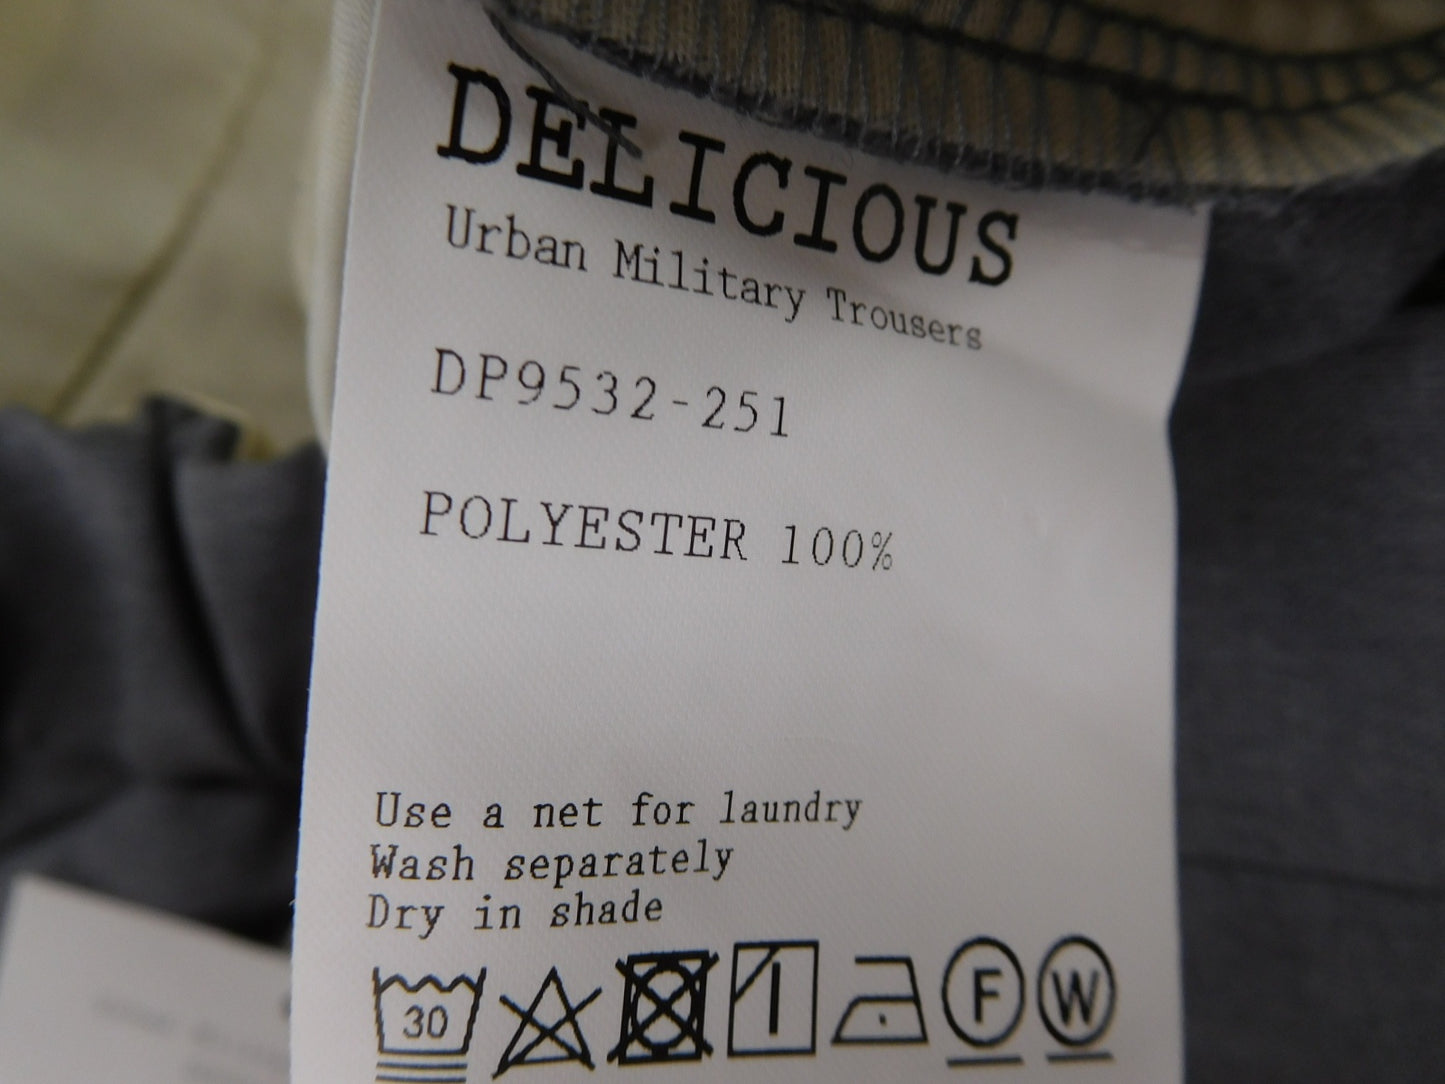 DELICIOUS
Urban Military Trousers
DP9532-251
POLYESTER 100%
Use a net for laundry
Wash separately
Dry in shade
30 F W